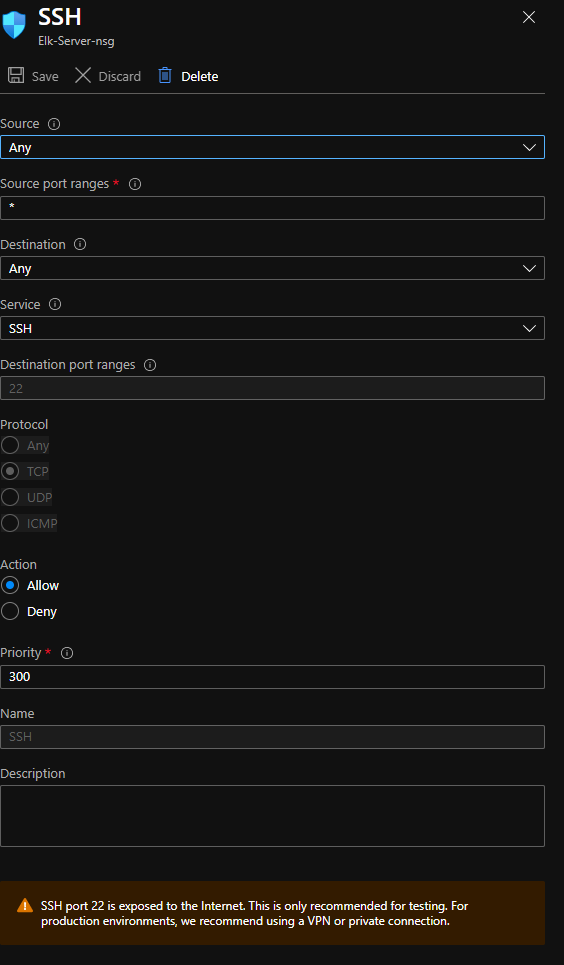 SSH
Elk-Server-nsg
Save Discard Delete
Source
Any
Source port ranges *
*
Destination
Any
Service
SSH
Destination port ranges
22
Protocol
Any
TCP
UDP
ICMP
Action
Allow
Deny
Priority *
300
Name
SSH
Description
SSH port 22 is exposed to the Internet. This is only recommended for testing. For
production environments, we recommend using a VPN or private connection.